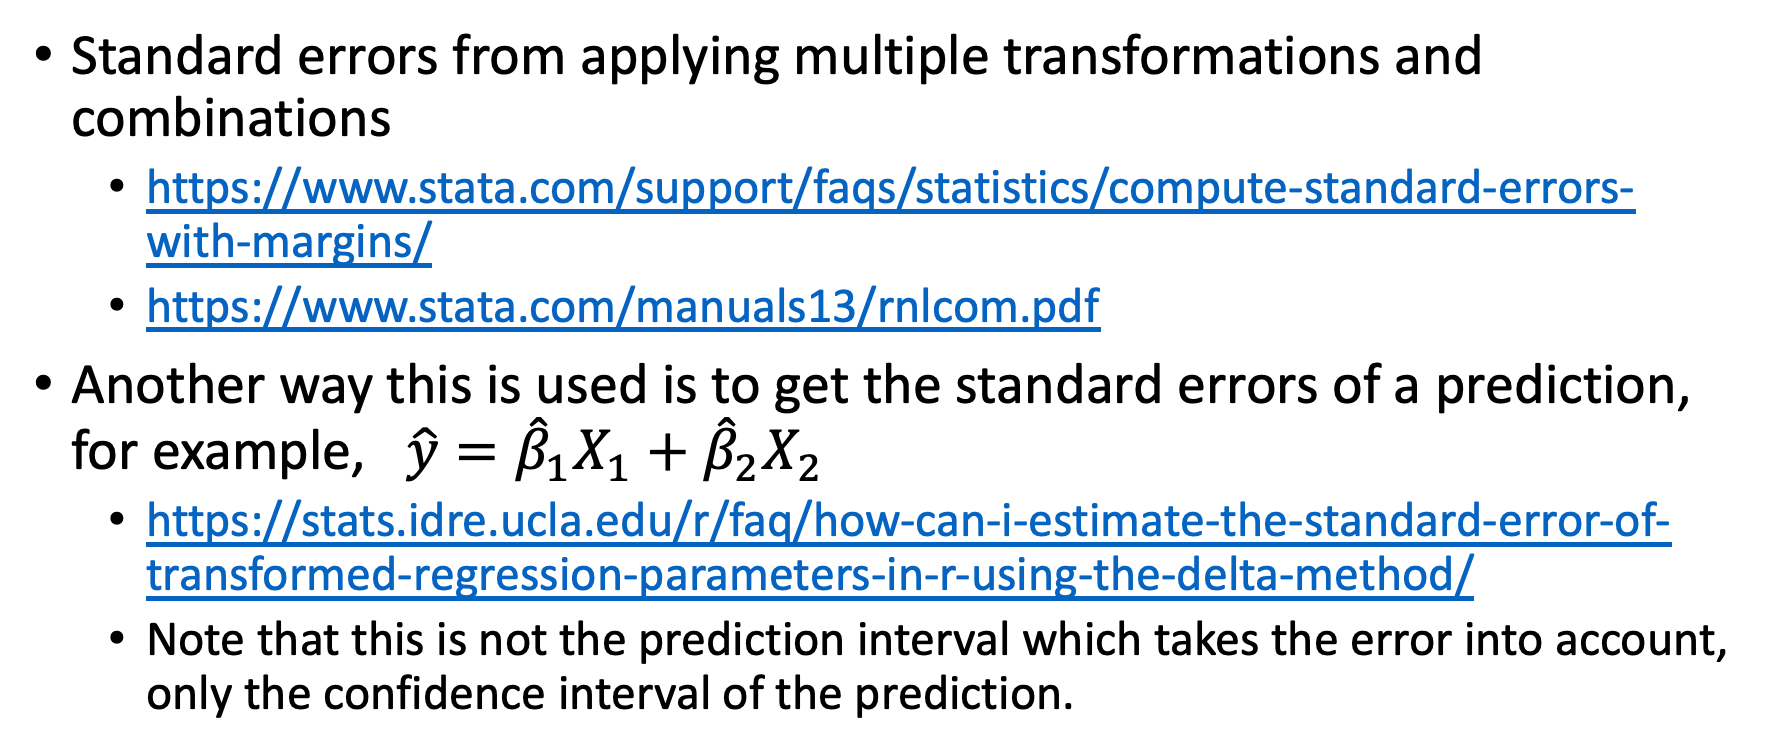 • Standard errors from applying multiple transformations and
combinations
• https://www.stata.com/support/faqs/statistics/compute-standard-errors-
with-margins/
• https://www.stata.com/manuals13/rnlcom.pdf
• Another way this is used is to get the standard errors of a prediction,
for example, ŷ = β̂₁X₁ + β̂₂X₂
• https://stats.idre.ucla.edu/r/faq/how-can-i-estimate-the-standard-error-of-
transformed-regression-parameters-in-r-using-the-delta-method/
• Note that this is not the prediction interval which takes the error into account,
only the confidence interval of the prediction.